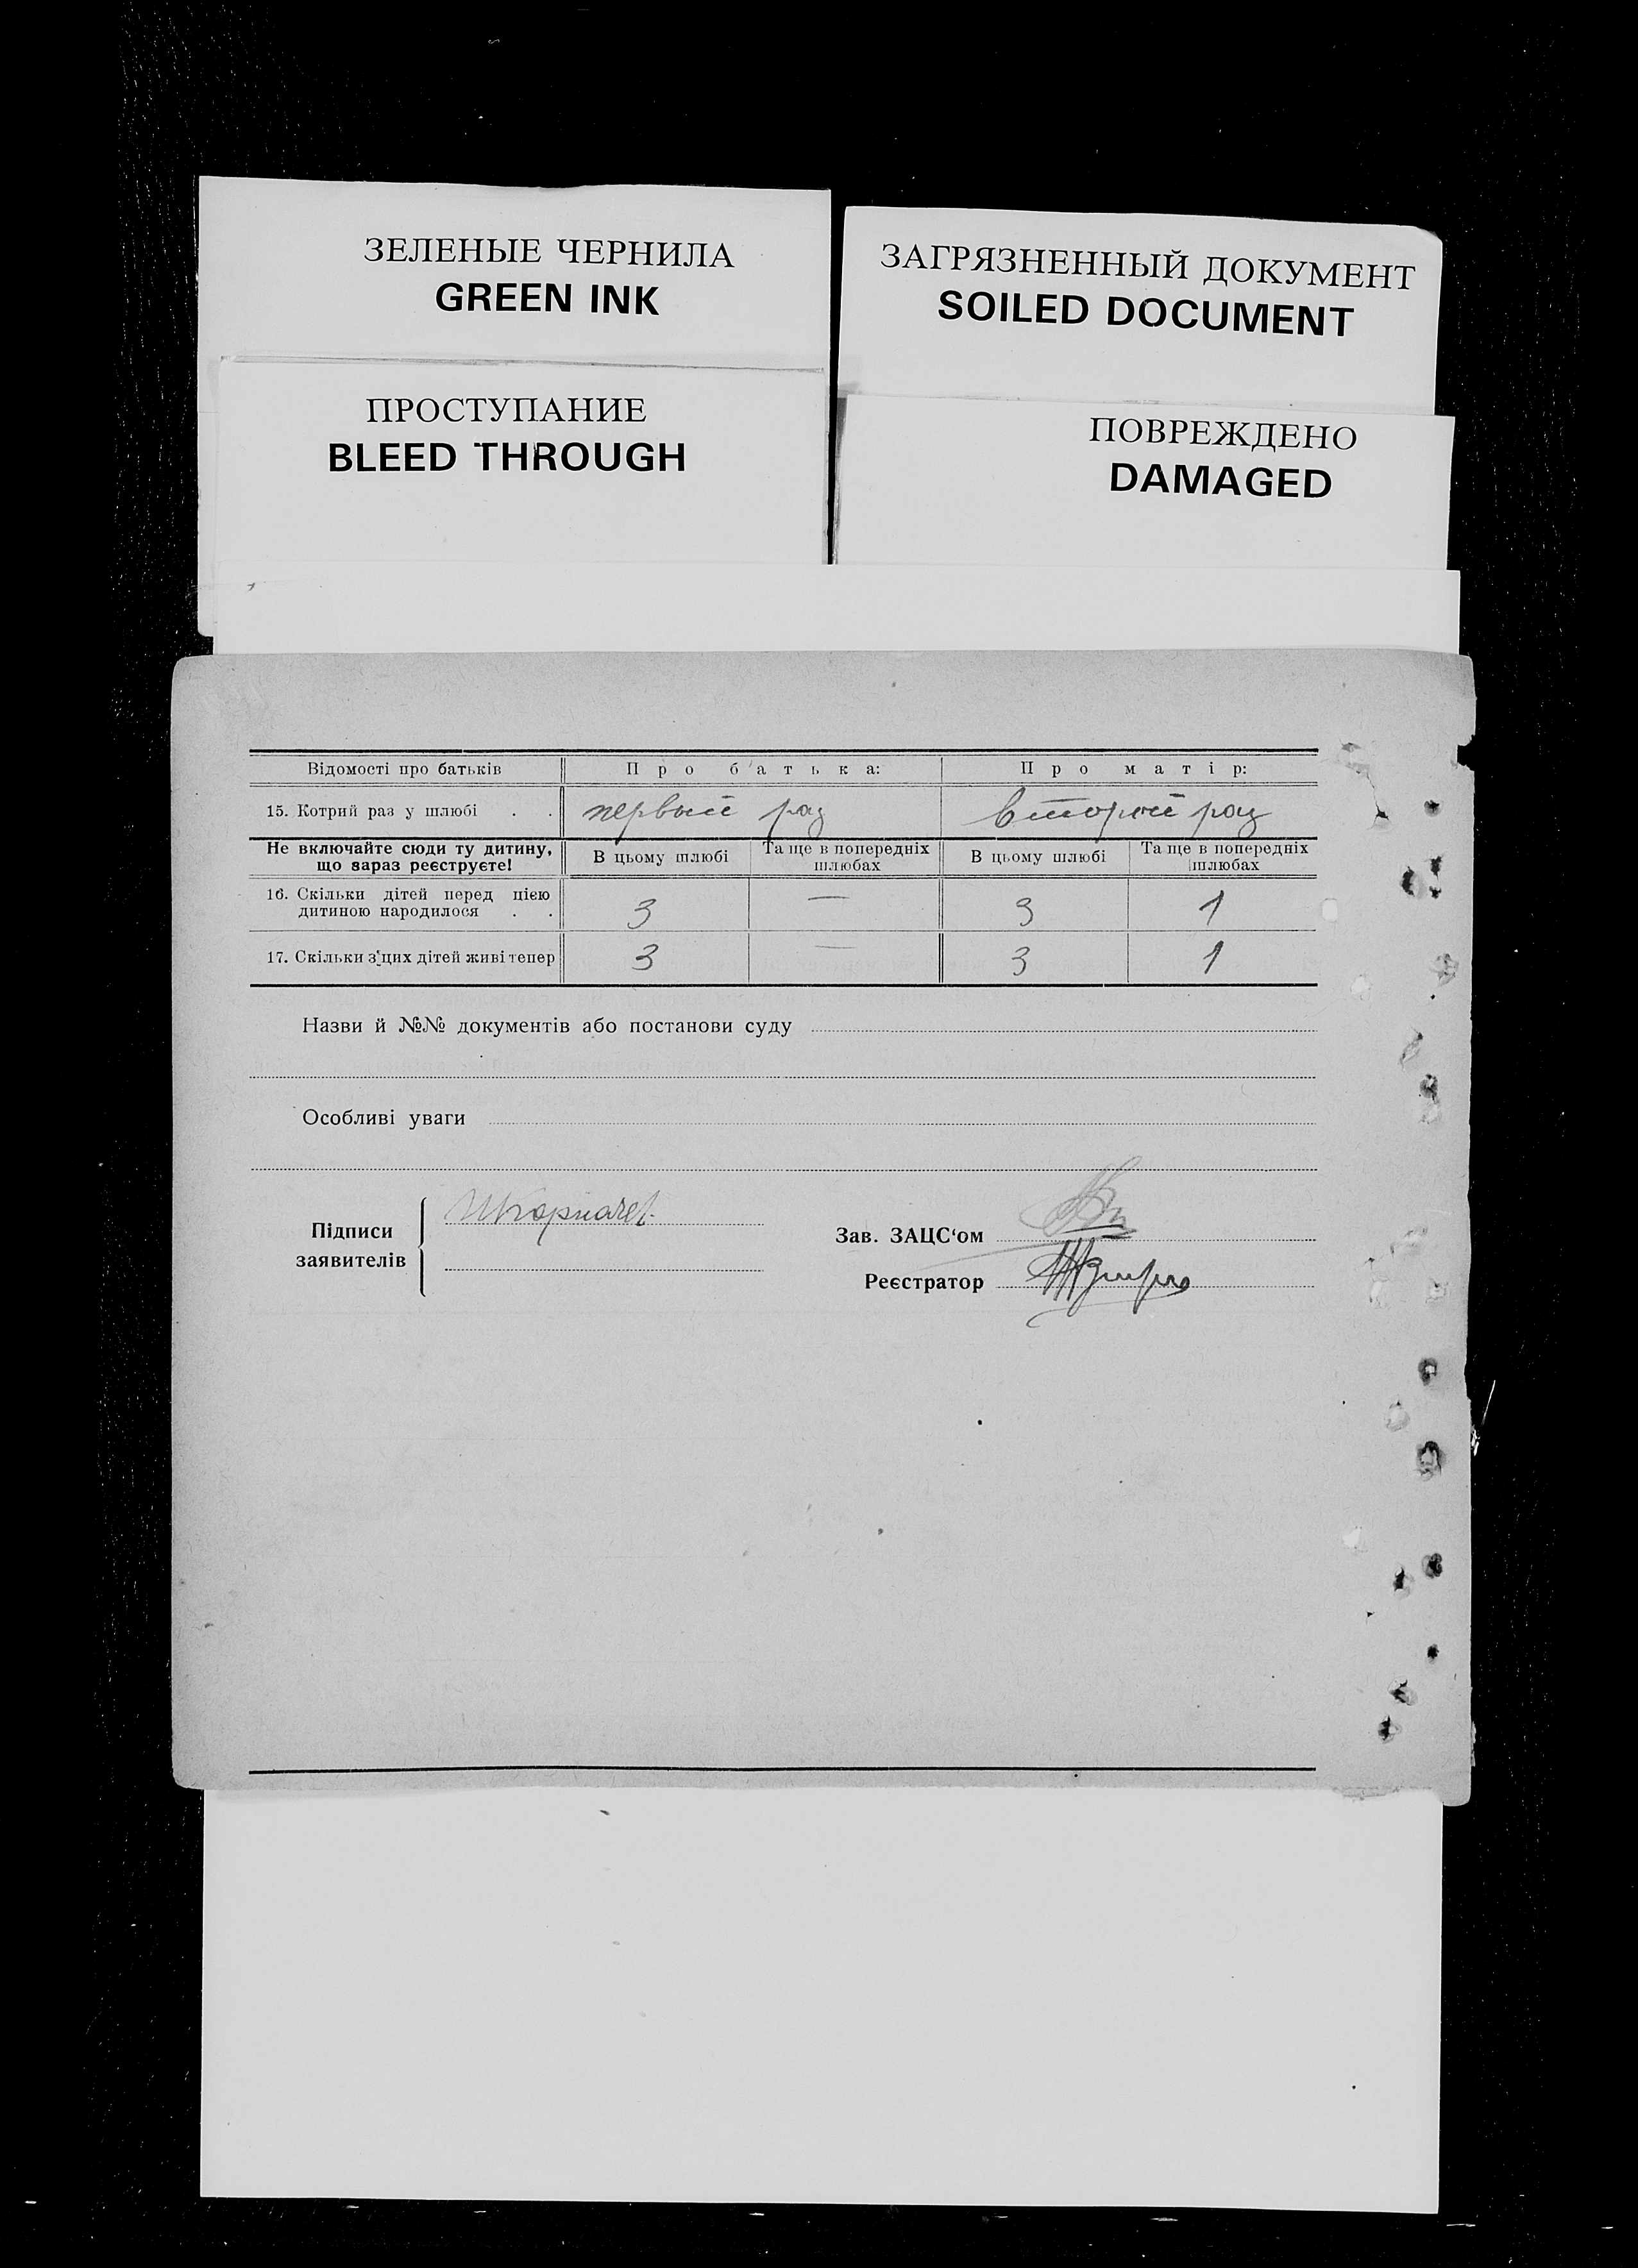 ЗЕЛЕНЫЕ ЧЕРНИЛА
GREEN INK
ЗАГРЯЗНЕННЫЙ ДОКУМЕНТ
SOILED DOCUMENT
ПРОСТУПАНИЕ
BLEED THROUGH
ПОВРЕЖДЕНО
DAMAGED
Відомості про батьків Про батька: Про матір:
15. Котрий раз у шлюбі . . первый раз второй раз
Не включайте сюди ту дитину, що зараз реєструєте! В цьому шлюбі Та ще в попередніх шлюбах В цьому шлюбі Та ще в попередніх шлюбах
16. Скільки дітей перед цією
дитиною народилося . . 3 — 3 1
17. Скільки з цих дітей живі тепер 3 — 3 1
Назви й №№ документів або постанови суду
Особливі уваги
Підписи
заявителів
Зав. ЗАЦС‘ом
Реєстратор